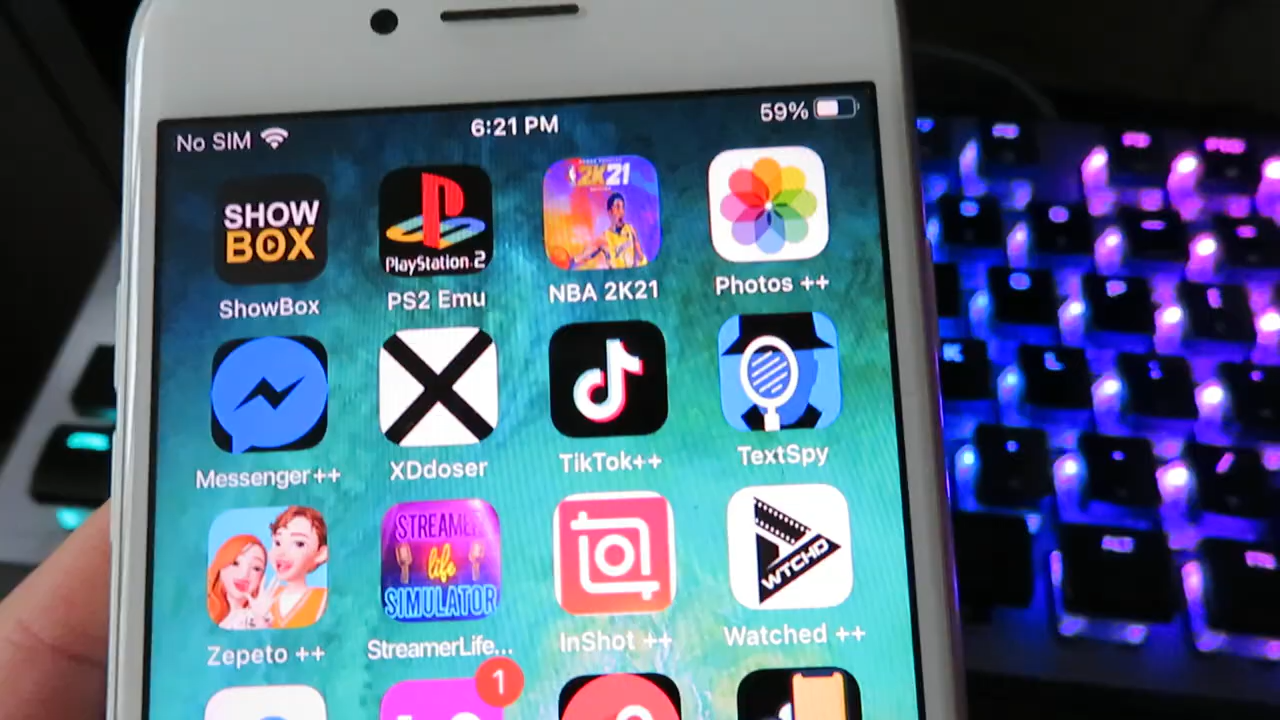 No SIM
6:21 PM
59%
SHOW
BOX
PlayStation.2
2K21
ShowBox
PS2 Emu
NBA 2K21
Photos ++
Messenger++
XDdoser
TikTok++
TextSpy
STREAMER
life
SIMULATOR
WTCHD
Zepeto ++
StreamerLife...
InShot ++
Watched ++
1
K
L
ALT